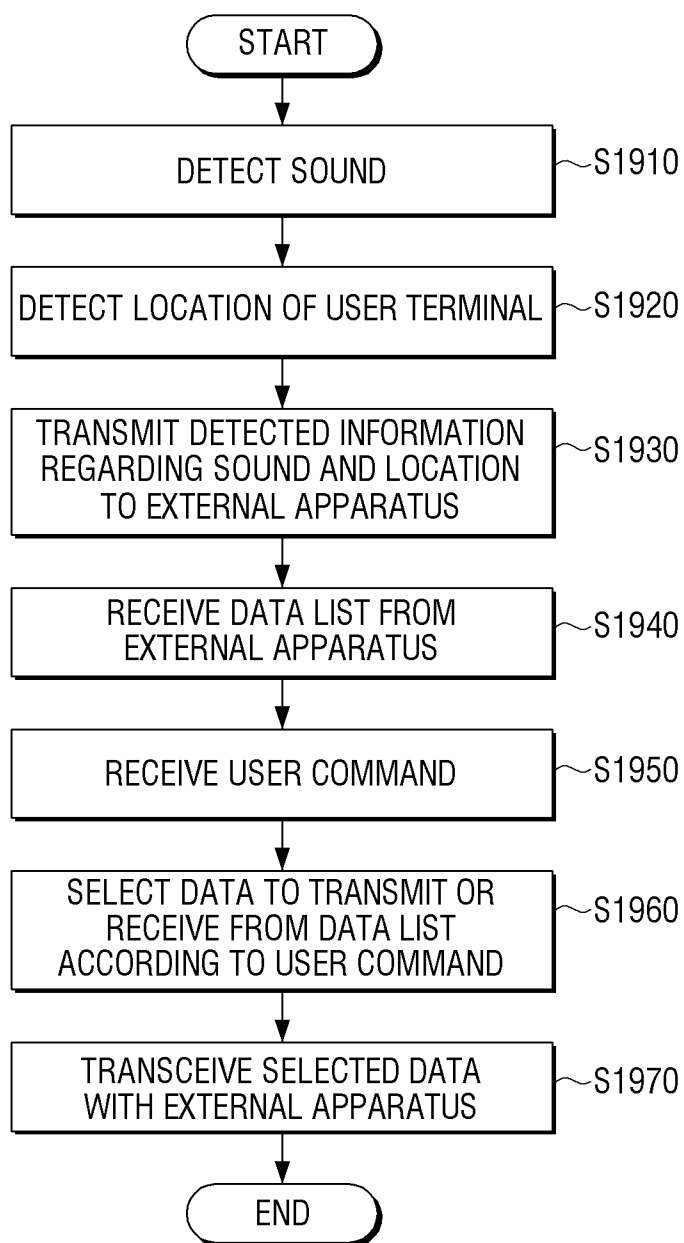 START
DETECT SOUND
S1910
DETECT LOCATION OF USER TERMINAL
S1920
TRANSMIT DETECTED INFORMATION
REGARDING SOUND AND LOCATION
TO EXTERNAL APPARATUS
S1930
RECEIVE DATA LIST FROM
EXTERNAL APPARATUS
S1940
RECEIVE USER COMMAND
S1950
SELECT DATA TO TRANSMIT OR
RECEIVE FROM DATA LIST
ACCORDING TO USER COMMAND
S1960
TRANSCEIVE SELECTED DATA
WITH EXTERNAL APPARATUS
S1970
END